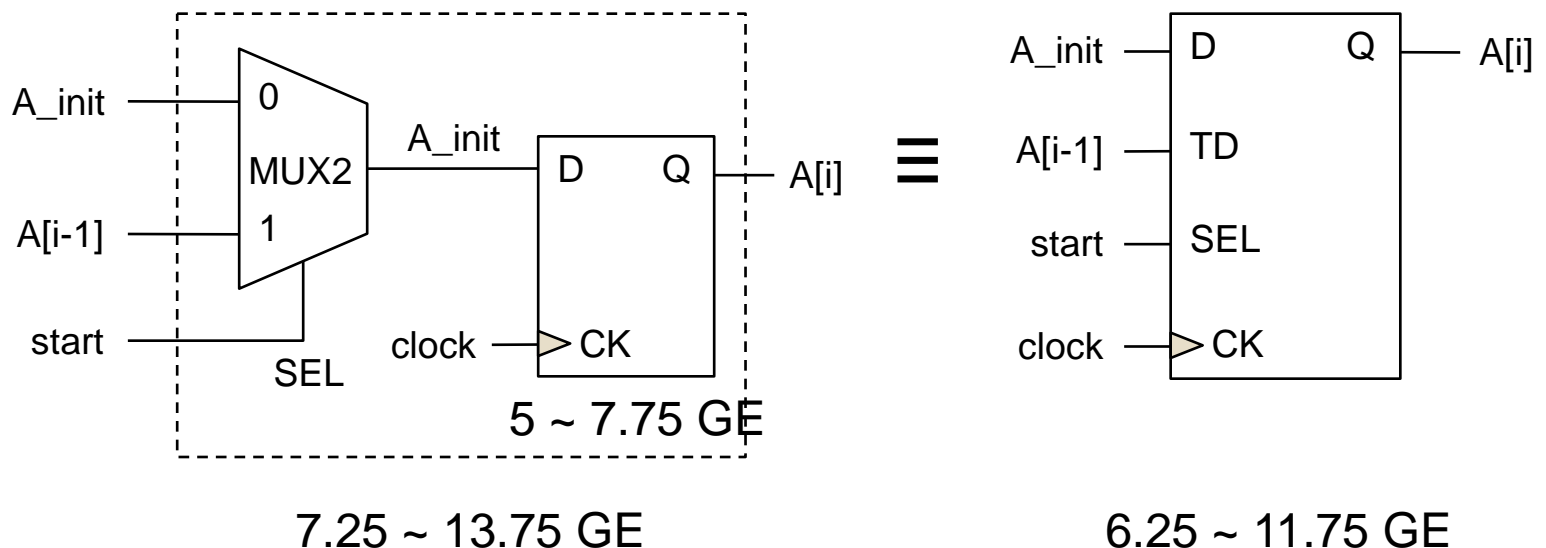 A_init
0
MUX2
A[i-1]
1
start
SEL
A_init
D
Q
A[i]
clock
CK
5 ~ 7.75 GE
7.25 ~ 13.75 GE
≡
A_init
D
Q
A[i]
A[i-1]
TD
start
SEL
clock
CK
6.25 ~ 11.75 GE